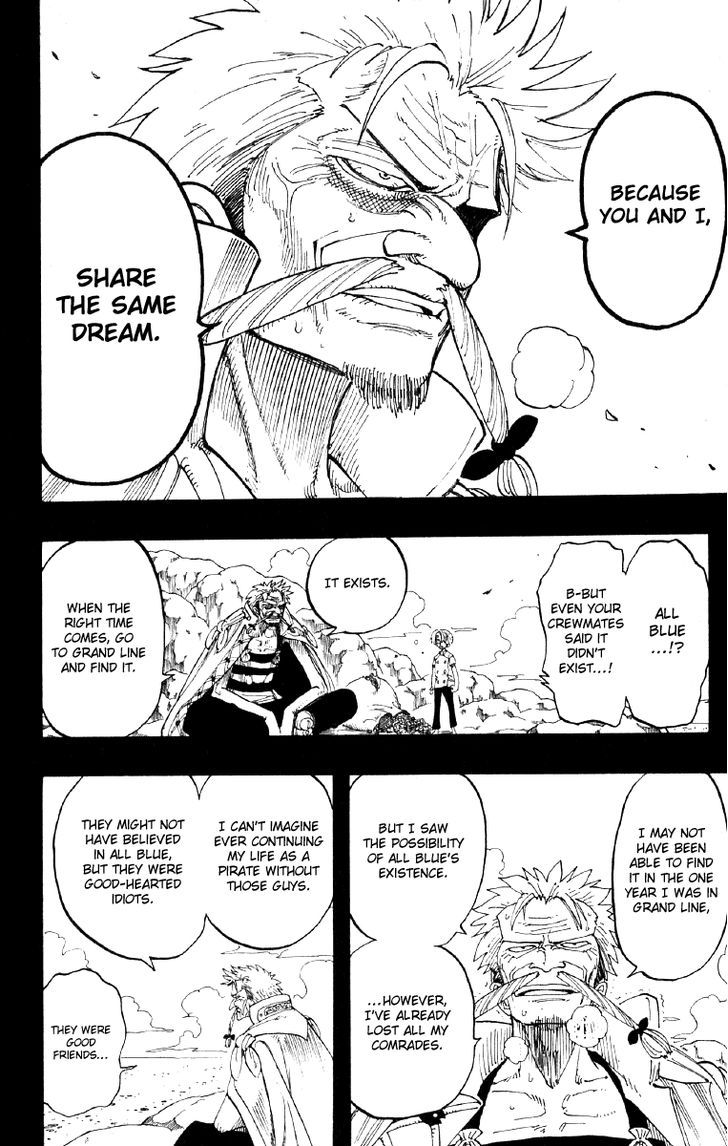 BECAUSE
YOU AND I,
SHARE
THE SAME
DREAM.
ALL
BLUE
...!?
B-BUT
EVEN YOUR
CREWMATES
SAID IT
DIDN'T
EXIST...!
IT EXISTS.
WHEN THE
RIGHT TIME
COMES, GO
TO GRAND LINE
AND FIND IT.
I MAY
NOT HAVE
BEEN
ABLE TO FIND
IT IN THE ONE
YEAR I WAS IN
GRAND LINE,
BUT I SAW
THE POSSIBILITY
OF ALL BLUE'S
EXISTENCE.
...HOWEVER,
I'VE ALREADY
LOST ALL MY
COMRADES.
I CAN'T IMAGINE
EVER CONTINUING
MY LIFE AS A
PIRATE WITHOUT
THOSE GUYS.
THEY MIGHT NOT
HAVE BELIEVED
IN ALL BLUE,
BUT THEY WERE
GOOD-HEARTED
IDIOTS.
THEY WERE
GOOD
FRIENDS...